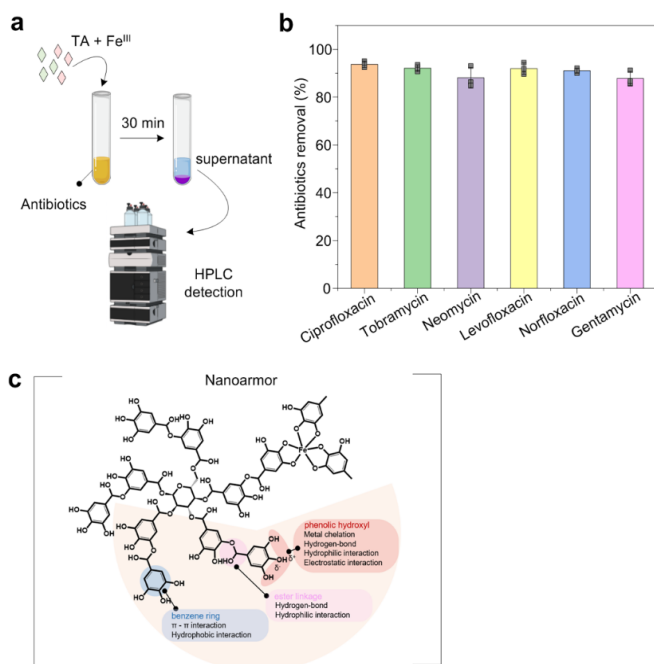 a
TA + Fe^III
30 min
supernatant
Antibiotics
HPLC
detection
b
Antibiotics removal (%)
100
80
60
40
20
0
Ciprofloxacin
Tobramycin
Neomycin
Levofloxacin
Norfloxacin
Gentamycin
c
Nanoarmor
Fe
phenolic hydroxyl
Metal chelation
Hydrogen-bond
Hydrophilic interaction
Electrostatic interaction
δ⁻
δ⁺
ester linkage
Hydrogen-bond
Hydrophilic interaction
benzene ring
π - π interaction
Hydrophobic interaction